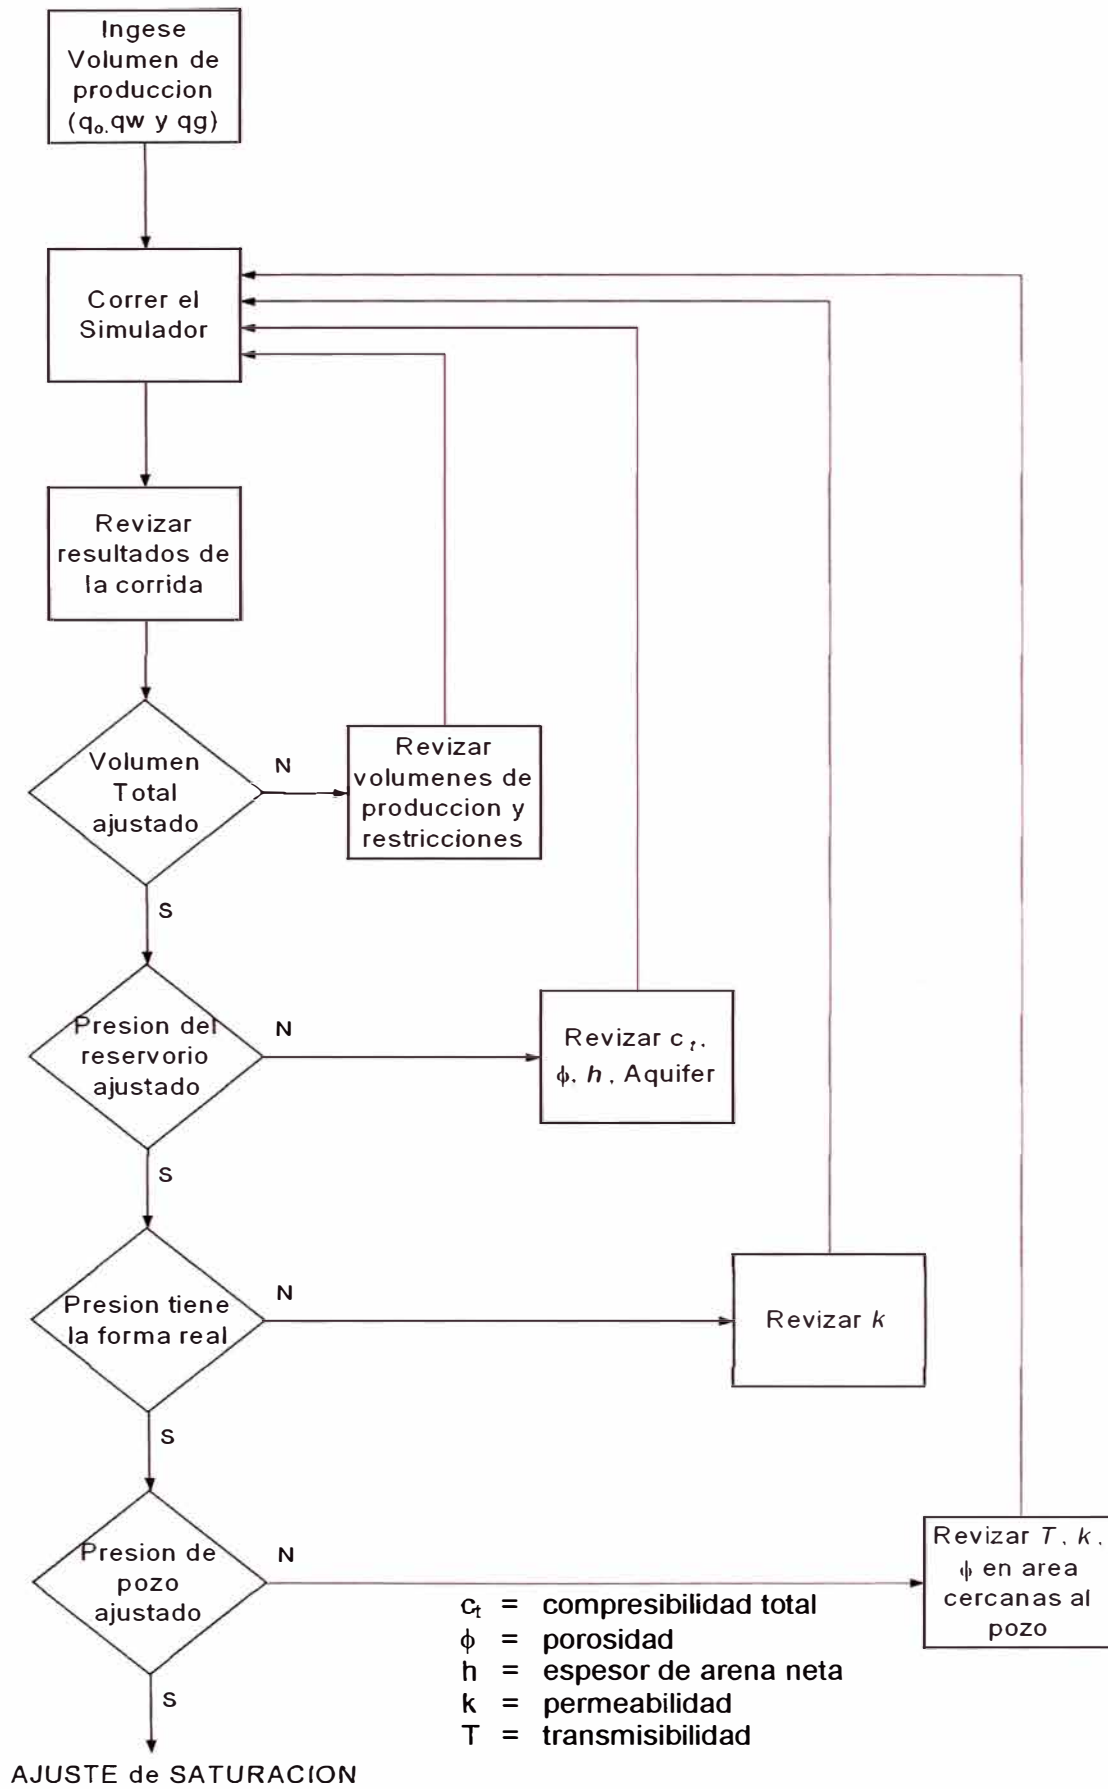 Ingese
Volumen de
produccion
(qo,qw y qg)
Correr el
Simulador
Revizar
resultados de
la corrida
Volumen
Total
ajustado
N
Revizar
volumenes de
produccion y
restricciones
S
Presion del
reservorio
ajustado
N
Revizar ct,
ϕ, h, Aquifer
S
Presion tiene
la forma real
N
Revizar k
S
Presion de
pozo
ajustado
N
Revizar T, k,
ϕ en area
cercanas al
pozo
ct = compresibilidad total
ϕ = porosidad
h = espesor de arena neta
k = permeabilidad
T = transmisibilidad
S
AJUSTE de SATURACION